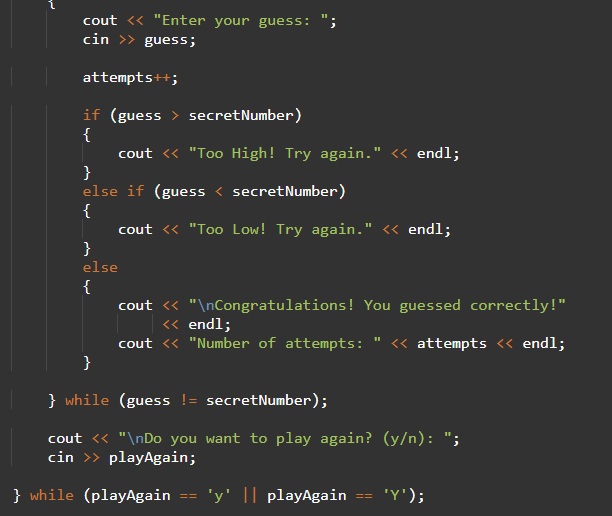 {
cout << "Enter your guess: ";
cin >> guess;
attempts++;
if (guess > secretNumber)
{
cout << "Too High! Try again." << endl;
}
else if (guess < secretNumber)
{
cout << "Too Low! Try again." << endl;
}
else
{
cout << "\nCongratulations! You guessed correctly!"
<< endl;
cout << "Number of attempts: " << attempts << endl;
}
} while (guess != secretNumber);
cout << "\nDo you want to play again? (y/n): ";
cin >> playAgain;
} while (playAgain == 'y' || playAgain == 'Y');